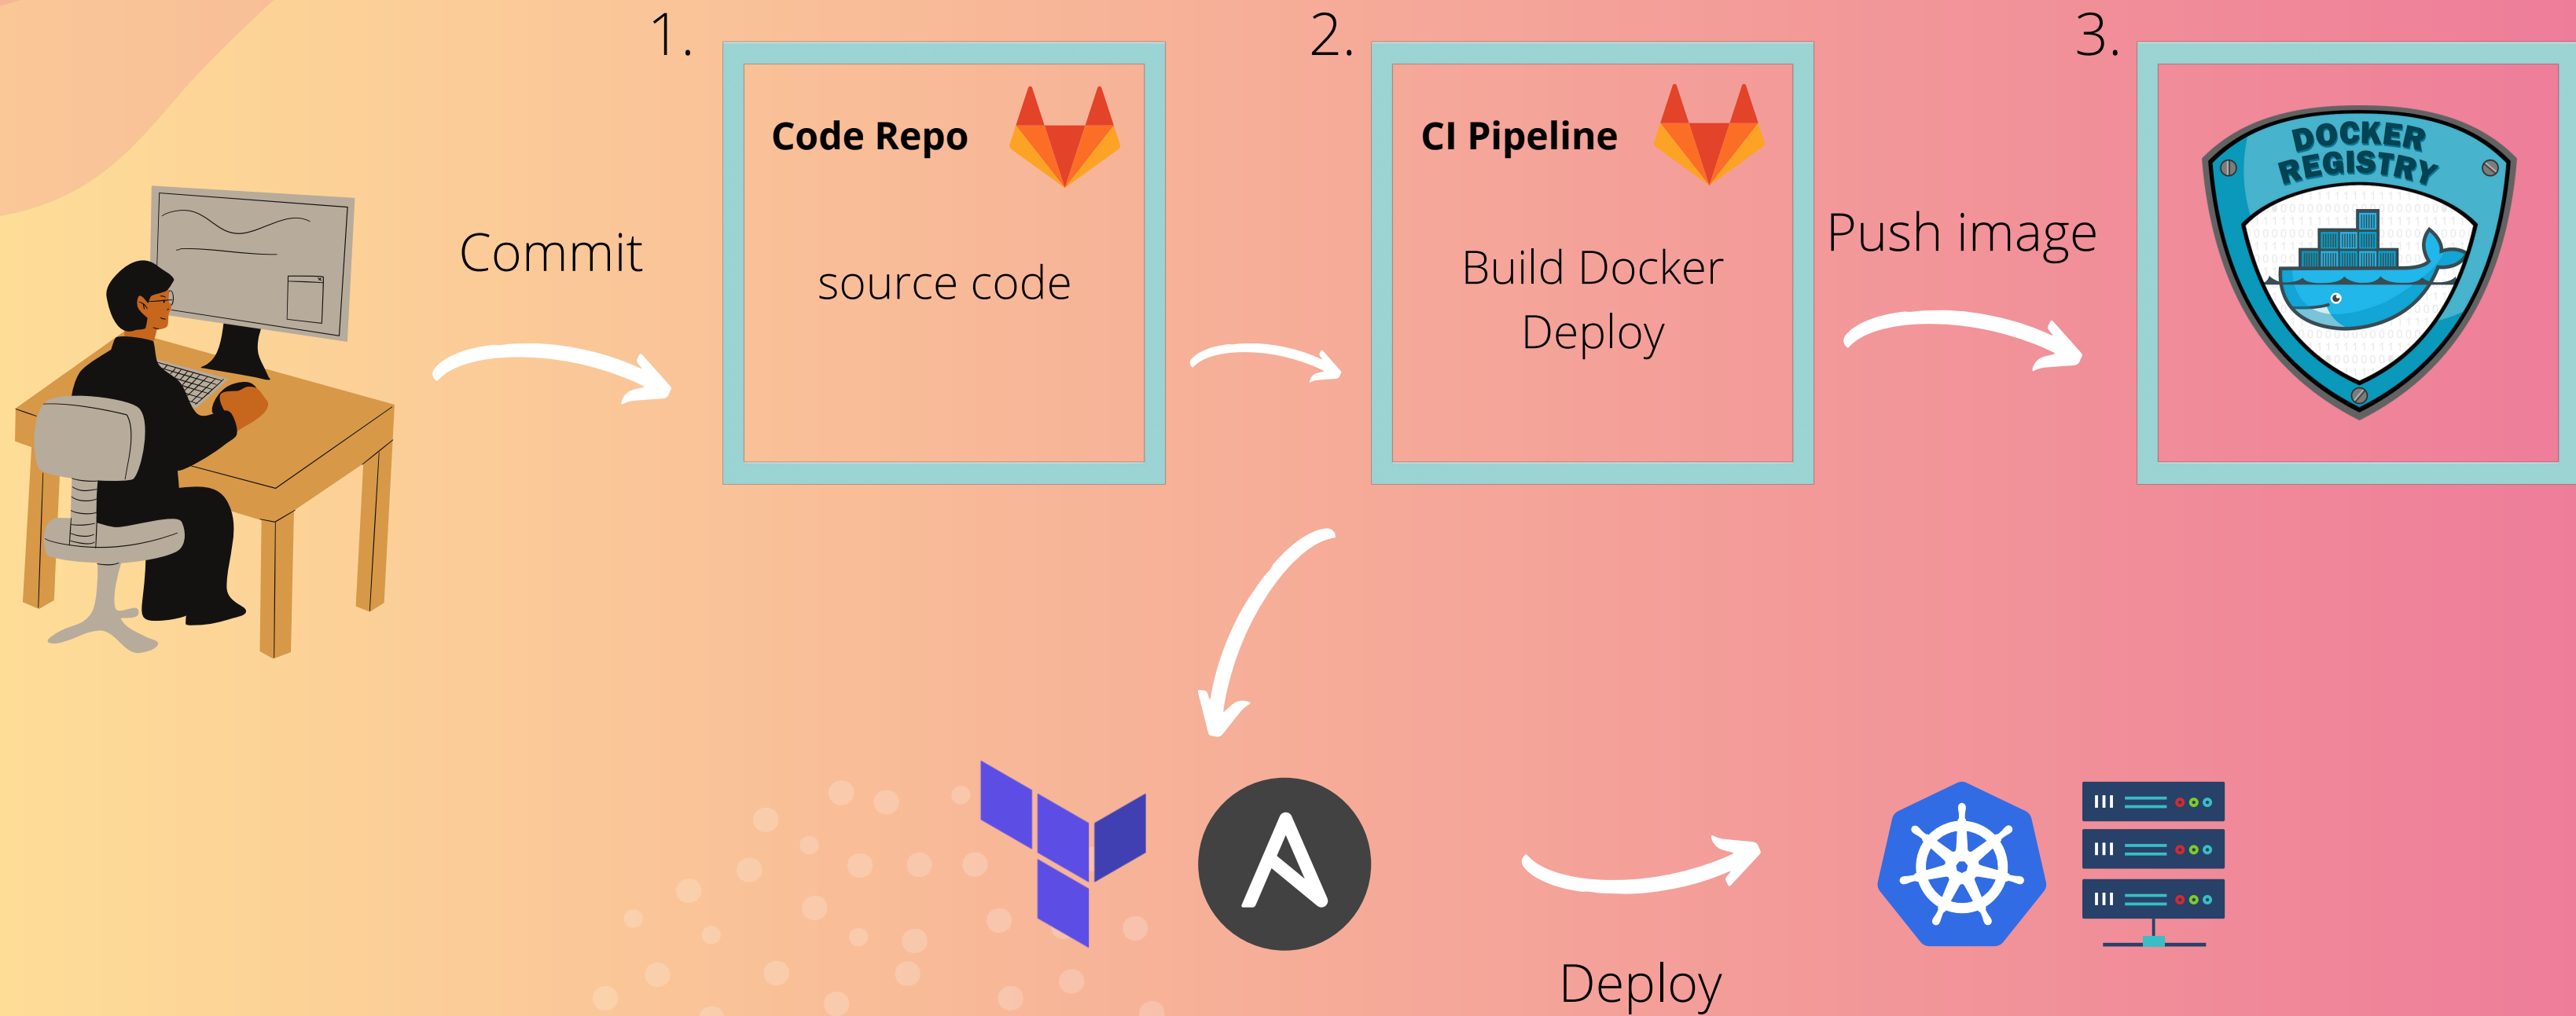 1.
Commit
Code Repo
source code
2.
CI Pipeline
Build Docker
Deploy
Push image
3.
DOCKER
REGISTRY
Deploy